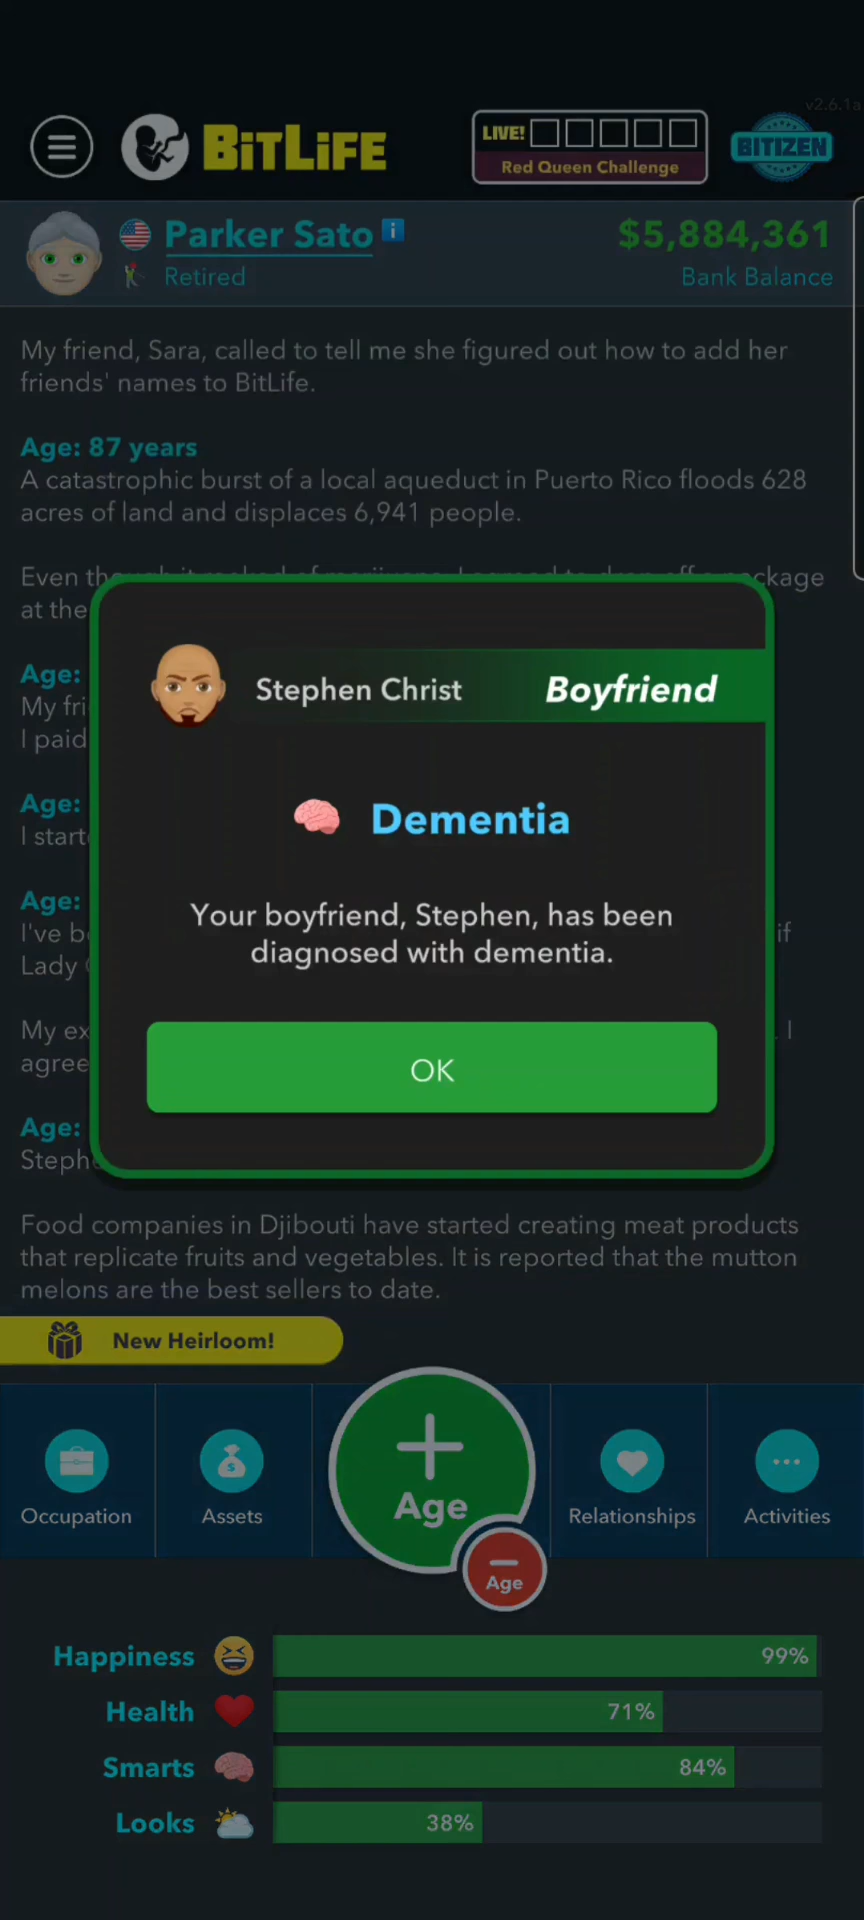 v2.6.1a
BITLIFE
LIVE!
Red Queen Challenge
BITIZEN
Parker Sato i
$5,884,361
Retired
Bank Balance
My friend, Sara, called to tell me she figured out how to add her
friends' names to BitLife.
Age: 87 years
A catastrophic burst of a local aqueduct in Puerto Rico floods 628
acres of land and displaces 6,941 people.
Even
at the
Age:
My
I paid
Age:
I
Age:
I've if
Lady
My ex I
agree
Age:
Stephen Christ
Boyfriend
Dementia
Your boyfriend, Stephen, has been
diagnosed with dementia.
OK
Food companies in Djibouti have started creating meat products
that replicate fruits and vegetables. It is reported that the mutton
melons are the best sellers to date.
New Heirloom!
Occupation
Assets
Age
Age
Relationships
Activities
Happiness 99%
Health 71%
Smarts 84%
Looks 38%